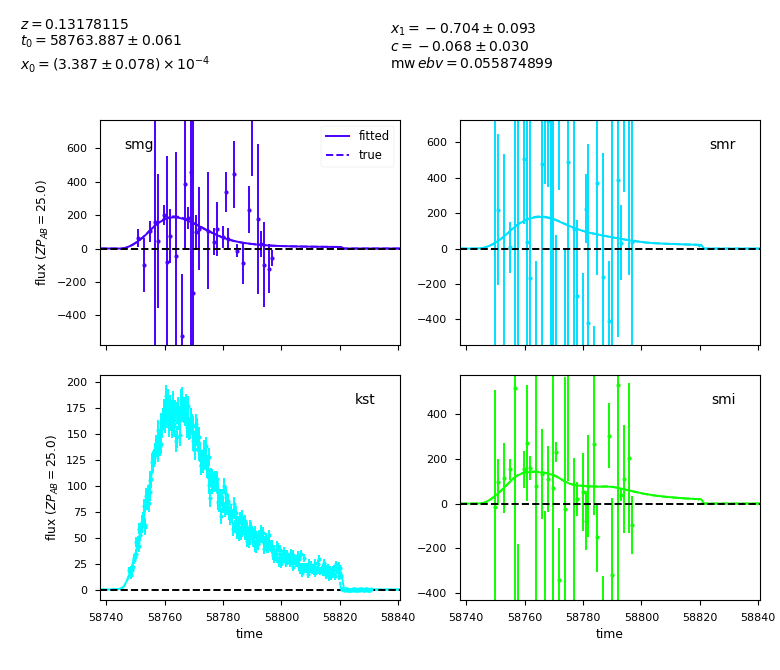 z = 0.13178115
t0 = 58763.887 ± 0.061
x0 = (3.387 ± 0.078) × 10^-4
x1 = −0.704 ± 0.093
c = −0.068 ± 0.030
mw ebv = 0.055874899
smg
fitted
true
600
400
200
0
−200
−400
flux (ZP_AB = 25.0)
smr
600
400
200
0
−200
−400
kst
200
175
150
125
100
75
50
25
0
flux (ZP_AB = 25.0)
58740 58760 58780 58800 58820 58840
time
smi
400
200
0
−200
−400
58740 58760 58780 58800 58820 58840
time